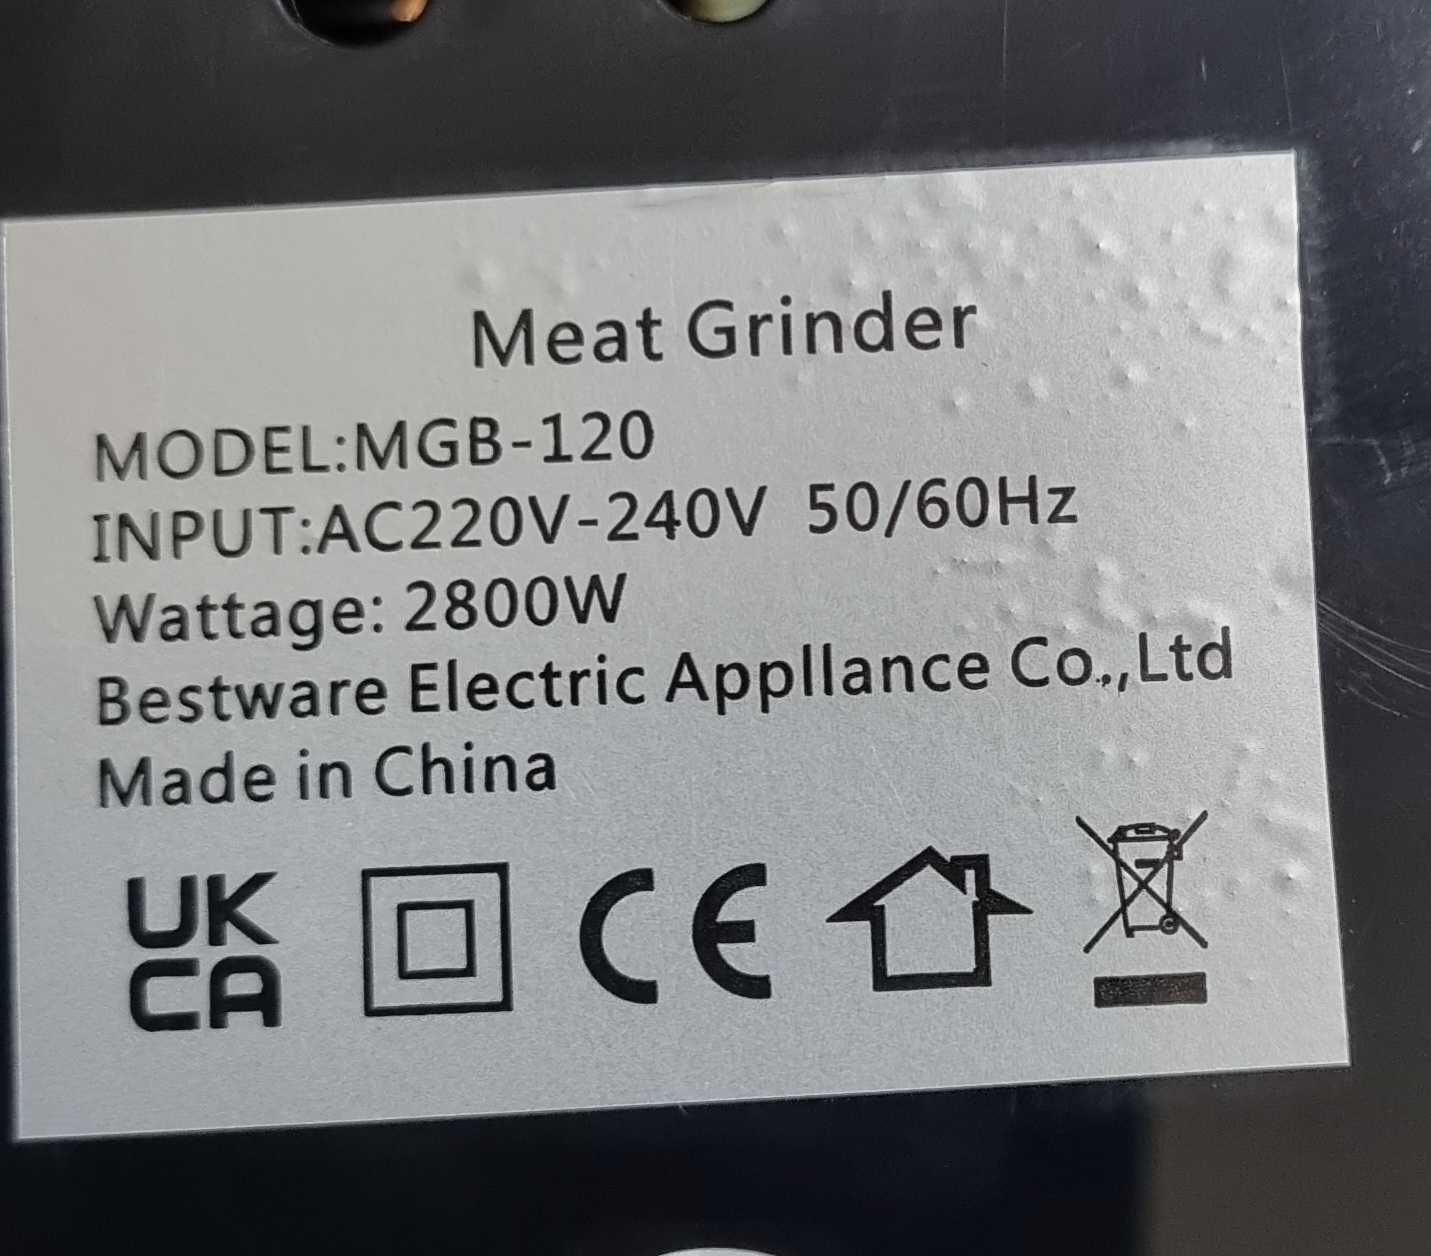 Meat Grinder
MODEL:MGB-120
INPUT:AC220V-240V 50/60Hz
Wattage: 2800W
Bestware Electric Appllance Co.,,Ltd
Made in China
UK
CA
CE